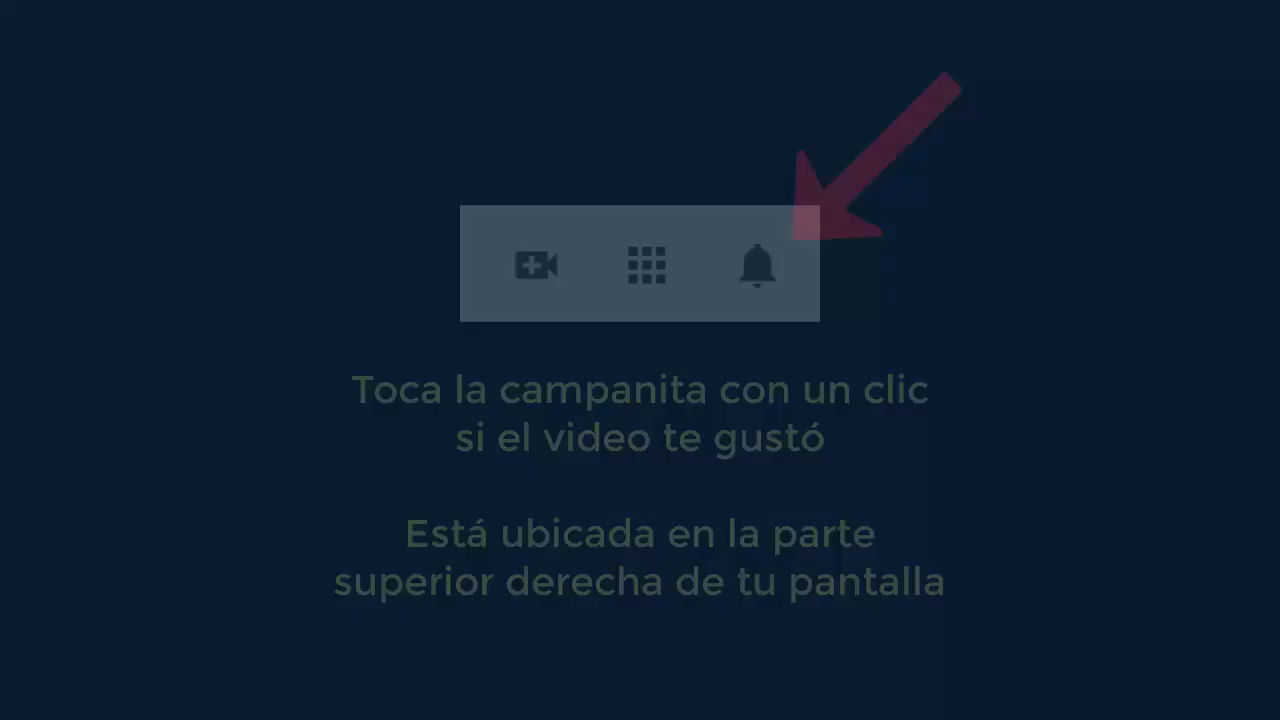 Toca la campanita con un clic
si el video te gustó
Está ubicada en la parte
superior derecha de tu pantalla